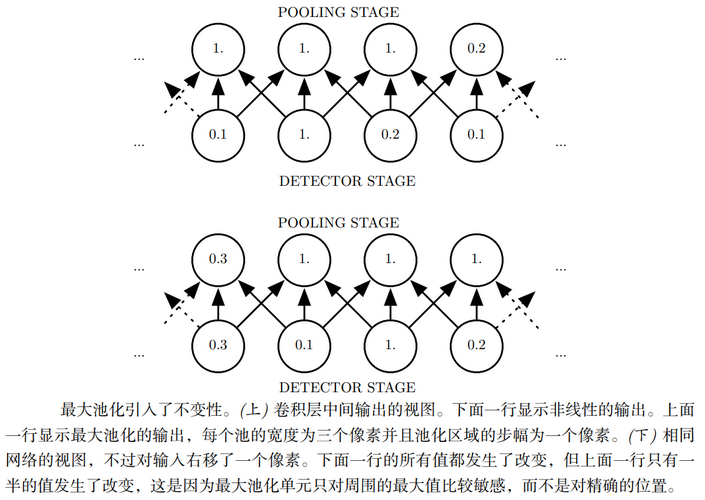 POOLING STAGE
... 1. 1. 1. 0.2 ...
... 0.1 1. 0.2 0.1 ...
DETECTOR STAGE
POOLING STAGE
... 0.3 1. 1. 1. ...
... 0.3 0.1 1. 0.2 ...
DETECTOR STAGE
最大池化引入了不变性。(上) 卷积层中间输出的视图。下面一行显示非线性的输出。上面
一行显示最大池化的输出，每个池的宽度为三个像素并且池化区域的步幅为一个像素。(下) 相同
网络的视图，不过对输入右移了一个像素。下面一行的所有值都发生了改变，但上面一行只有一
半的值发生了改变，这是因为最大池化单元只对周围的最大值比较敏感，而不是对精确的位置。